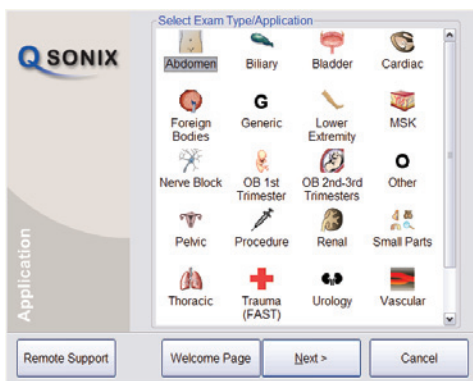 Select Exam Type/Application
Q SONIX
Abdomen Biliary Bladder Cardiac
G
Foreign Bodies Generic Lower Extremity MSK
O
Nerve Block OB 1st Trimester OB 2nd-3rd Trimesters Other
Pelvic Procedure Renal Small Parts
Thoracic Trauma (FAST) Urology Vascular
Application
Remote Support Welcome Page Next > Cancel